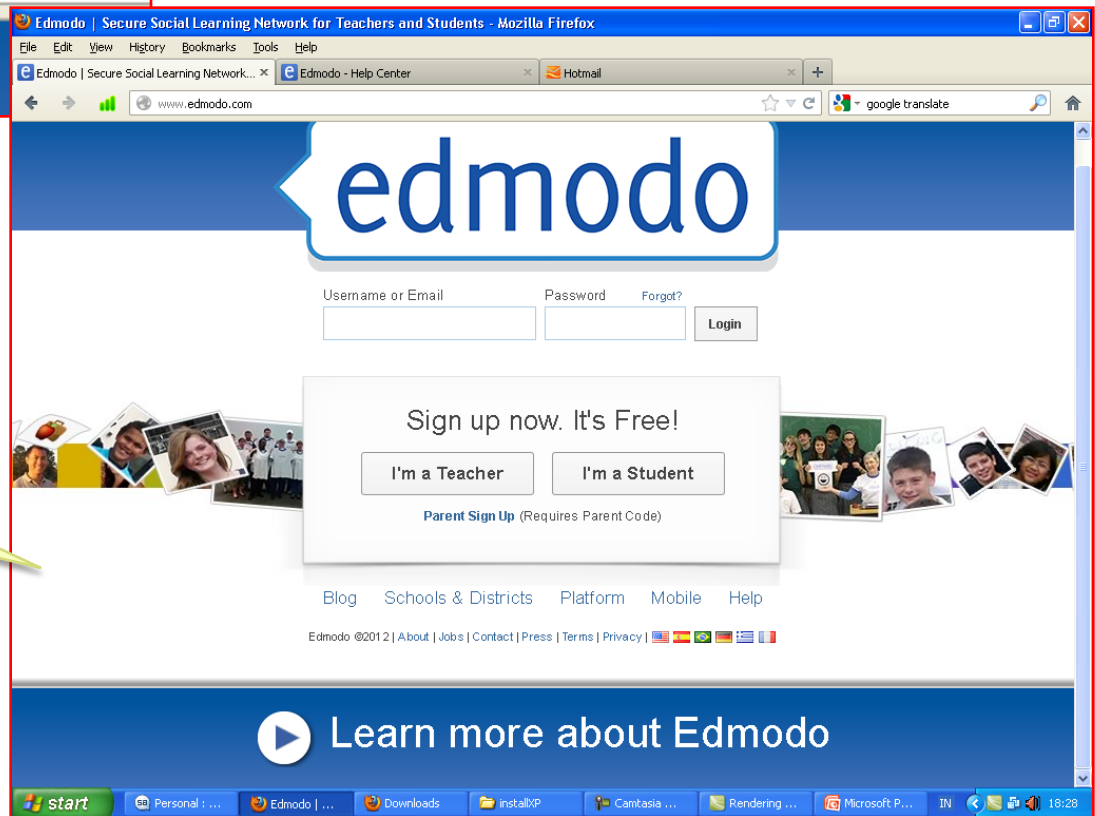 Edmodo | Secure Social Learning Network for Teachers and Students - Mozilla Firefox
File Edit View History Bookmarks Tools Help
Edmodo | Secure Social Learning Network... × Edmodo - Help Center × Hotmail × +
www.edmodo.com google translate
edmodo
Username or Email Password Forgot?
Login
Sign up now. It's Free!
I'm a Teacher I'm a Student
Parent Sign Up (Requires Parent Code)
Blog Schools & Districts Platform Mobile Help
Edmodo ©2012 | About | Jobs | Contact | Press | Terms | Privacy |
Learn more about Edmodo
start Personal : ... Edmodo | ... Downloads installXP Camtasia ... Rendering ... Microsoft P... IN 18:28